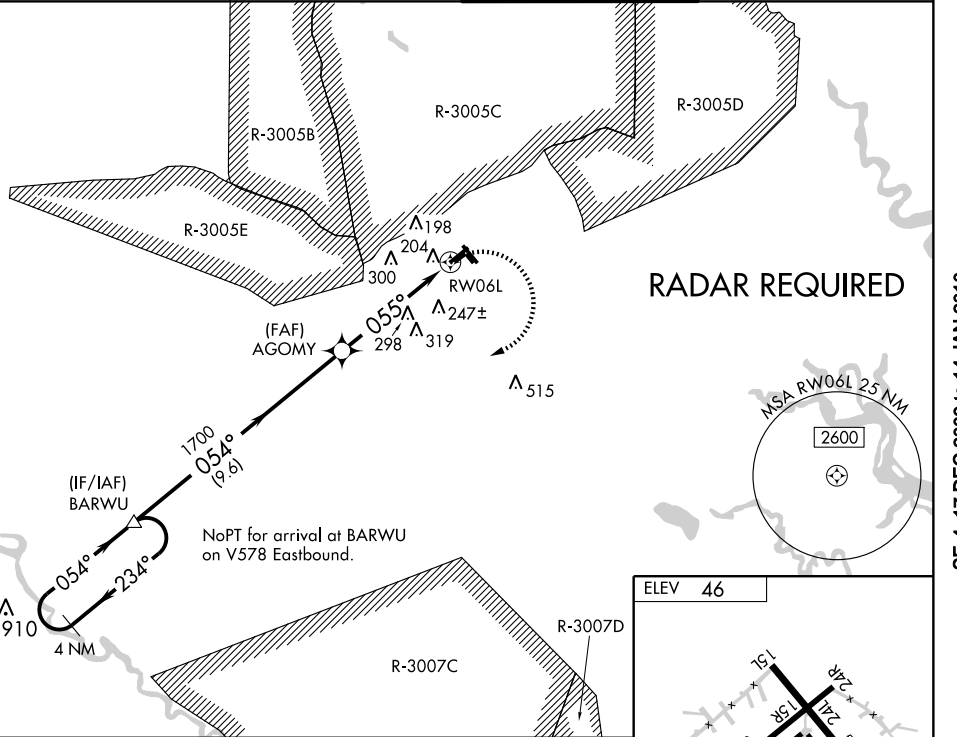 R-3005B
R-3005C
R-3005D
R-3005E
198
204
300
RW06L
247±
055°
298
319
(FAF)
AGOMY
515
RADAR REQUIRED
MSA RW06L 25 NM
2600
1700
054°
(9.6)
(IF/IAF)
BARWU
NoPT for arrival at BARWU
on V578 Eastbound.
054°
234°
910
4 NM
R-3007C
R-3007D
ELEV 46
15L
24R
15R
24L